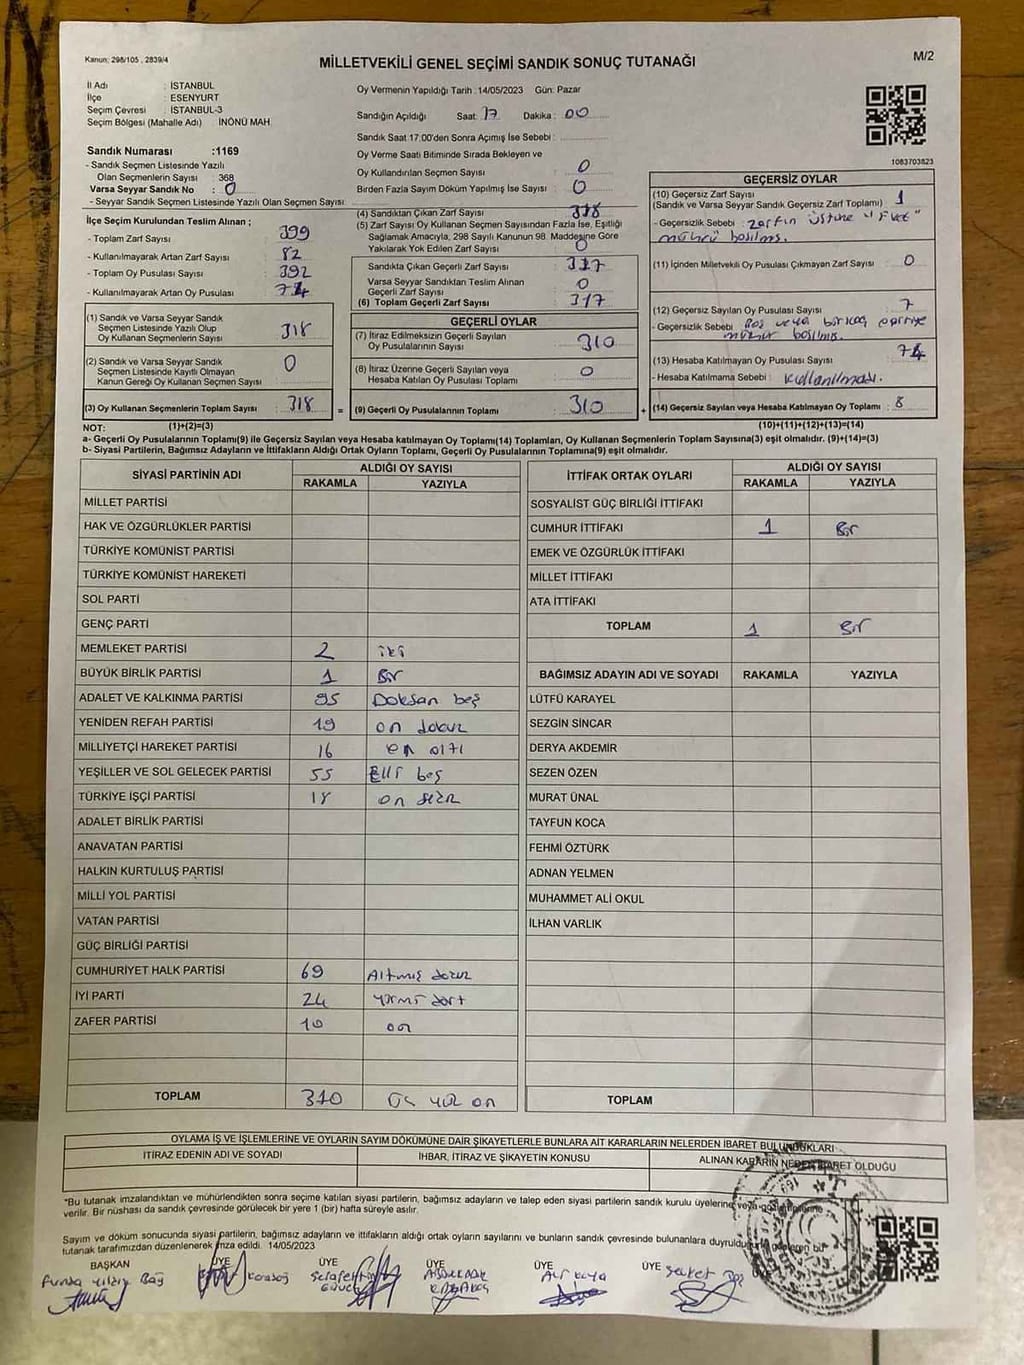 Kanun; 298/105 , 2839/4
MİLLETVEKİLİ GENEL SEÇİMİ SANDIK SONUÇ TUTANAĞI
M/2
İl Adı : İSTANBUL
İlçe : ESENYURT
Seçim Çevresi : İSTANBUL-3
Seçim Bölgesi (Mahalle Adı) : İNÖNÜ MAH.
Sandık Numarası :1169
- Sandık Seçmen Listesinde Yazılı
Olan Seçmenlerin Sayısı : 368
Varsa Seyyar Sandık No : 0
- Seyyar Sandık Seçmen Listesinde Yazılı Olan Seçmen Sayısı
Oy Vermenin Yapıldığı Tarih : 14/05/2023 Gün: Pazar
Sandığın Açıldığı Saat: 17 Dakika: 00
Sandık Saat 17:00'den Sonra Açımış İse Sebebi :
Oy Verme Saati Bitiminde Sırada Bekleyen ve
Oy Kullandırılan Seçmen Sayısı 0
Birden Fazla Sayım Döküm Yapılmış İse Sayısı 0
1083703823
İlçe Seçim Kurulundan Teslim Alınan ;
- Toplam Zarf Sayısı 399
- Kullanılmayarak Artan Zarf Sayısı 82
- Toplam Oy Pusulası Sayısı 392
- Kullanılmayarak Artan Oy Pusulası 74
(1) Sandık ve Varsa Seyyar Sandık
Seçmen Listesinde Yazılı Olup
Oy Kullanan Seçmenlerin Sayısı 318
(2) Sandık ve Varsa Seyyar Sandık
Seçmen Listesinde Kayıtlı Olmayan
Kanun Gereği Oy Kullanan Seçmen Sayısı 0
(3) Oy Kullanan Seçmenlerin Toplam Sayısı : 318
(4) Sandıktan Çıkan Zarf Sayısı 318
(5) Zarf Sayısı Oy Kullanan Seçmen Sayısından Fazla İse, Eşitliği
Sağlamak Amacıyla, 298 Sayılı Kanunun 98. Maddesine Göre
Yakılarak Yok Edilen Zarf Sayısı 0
Sandıkta Çıkan Geçerli Zarf Sayısı 317
Varsa Seyyar Sandıktan Teslim Alınan
Geçerli Zarf Sayısı 0
(6) Toplam Geçerli Zarf Sayısı 317
GEÇERLİ OYLAR
(7) İtiraz Edilmeksizin Geçerli Sayılan
Oy Pusulalarının Sayısı 310
(8) İtiraz Üzerine Geçerli Sayılan veya
Hesaba Katılan Oy Pusulası Toplamı 0
= (9) Geçerli Oy Pusulalarının Toplamı 310
GEÇERSİZ OYLAR
(10) Geçersiz Zarf Sayısı
(Sandık ve Varsa Seyyar Sandık Geçersiz Zarf Toplamı) 1
- Geçersizlik Sebebi : zarfın üstüne "Evet"
mührü basılmış.
(11) İçinden Milletvekili Oy Pusulası Çıkmayan Zarf Sayısı 0
(12) Geçersiz Sayılan Oy Pusulası Sayısı 7
- Geçersizlik Sebebi Boş veya birkaç partiye
mühür basılmış.
(13) Hesaba Katılmayan Oy Pusulası Sayısı 74
- Hesaba Katılmama Sebebi : Kullanılmadı.
+ (14) Geçersiz Sayılan veya Hesaba Katılmayan Oy Toplamı : 8
NOT: (1)+(2)=(3) (10)+(11)+(12)+(13)=(14)
a- Geçerli Oy Pusulalarının Toplamı(9) ile Geçersiz Sayılan veya Hesaba katılmayan Oy Toplamı(14) Toplamları, Oy Kullanan Seçmenlerin Toplam Sayısına(3) eşit olmalıdır. (9)+(14)=(3)
b- Siyasi Partilerin, Bağımsız Adayların ve İttifakların Aldığı Ortak Oyların Toplamı, Geçerli Oy Pusulalarının Toplamına(9) eşit olmalıdır.
SİYASİ PARTİNİN ADI ALDIĞI OY SAYISI
RAKAMLA YAZIYLA
MİLLET PARTİSİ
HAK VE ÖZGÜRLÜKLER PARTİSİ
TÜRKİYE KOMÜNİST PARTİSİ
TÜRKİYE KOMÜNİST HAREKETİ
SOL PARTİ
GENÇ PARTİ
MEMLEKET PARTİSİ 2 iki
BÜYÜK BİRLİK PARTİSİ 1 Bir
ADALET VE KALKINMA PARTİSİ 95 Doksan beş
YENİDEN REFAH PARTİSİ 19 on dokuz
MİLLİYETÇİ HAREKET PARTİSİ 16 on altı
YEŞİLLER VE SOL GELECEK PARTİSİ 55 Elli beş
TÜRKİYE İŞÇİ PARTİSİ 18 on sekiz
ADALET BİRLİK PARTİSİ
ANAVATAN PARTİSİ
HALKIN KURTULUŞ PARTİSİ
MİLLİ YOL PARTİSİ
VATAN PARTİSİ
GÜÇ BİRLİĞİ PARTİSİ
CUMHURİYET HALK PARTİSİ 69 Altmış dokuz
İYİ PARTİ 24 yirmi dört
ZAFER PARTİSİ 10 on
TOPLAM 310 üç yüz on
İTTİFAK ORTAK OYLARI ALDIĞI OY SAYISI
RAKAMLA YAZIYLA
SOSYALİST GÜÇ BİRLİĞİ İTTİFAKI
CUMHUR İTTİFAKI 1 Bir
EMEK VE ÖZGÜRLÜK İTTİFAKI
MİLLET İTTİFAKI
ATA İTTİFAKI
TOPLAM 1 Bir
BAĞIMSIZ ADAYIN ADI VE SOYADI RAKAMLA YAZIYLA
LÜTFÜ KARAYEL
SEZGİN SİNCAR
DERYA AKDEMİR
SEZEN ÖZEN
MURAT ÜNAL
TAYFUN KOCA
FEHMİ ÖZTÜRK
ADNAN YELMEN
MUHAMMET ALİ OKUL
İLHAN VARLIK
TOPLAM
OYLAMA İŞ VE İŞLEMLERİNE VE OYLARIN SAYIM DÖKÜMÜNE DAİR ŞİKAYETLERLE BUNLARA AİT KARARLARIN NELERDEN İBARET BULUNDUKLARI
İTİRAZ EDENİN ADI VE SOYADI İHBAR, İTİRAZ VE ŞİKAYETİN KONUSU ALINAN KARARIN NEDEN İBARET OLDUĞU
*Bu tutanak imzalandıktan ve mühürlendikten sonra seçime katılan siyasi partilerin, bağımsız adayların ve talep eden siyasi partilerin sandık kurulu üyelerine veya gözlemcilerine
verilir. Bir nüshası da sandık çevresinde görülecek bir yere 1 (bir) hafta süreyle asılır.
Sayım ve döküm sonucunda siyasi partilerin, bağımsız adayların ve ittifakların aldığı ortak oyların sayılarını ve bunların sandık çevresinde bulunanlara duyrulduğunu gösteren bu
tutanak tarafımızdan düzenlenerek imza edildi. 14/05/2023
BAŞKAN ÜYE ÜYE ÜYE ÜYE ÜYE ÜYE
Funda Yıldız Bağ Ali Kaya